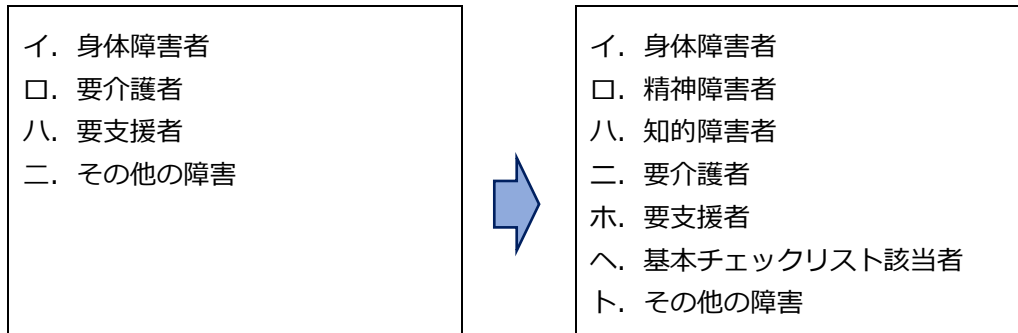 イ．身体障害者
ロ．要介護者
ハ．要支援者
ニ．その他の障害
イ．身体障害者
ロ．精神障害者
ハ．知的障害者
ニ．要介護者
ホ．要支援者
ヘ．基本チェックリスト該当者
ト．その他の障害